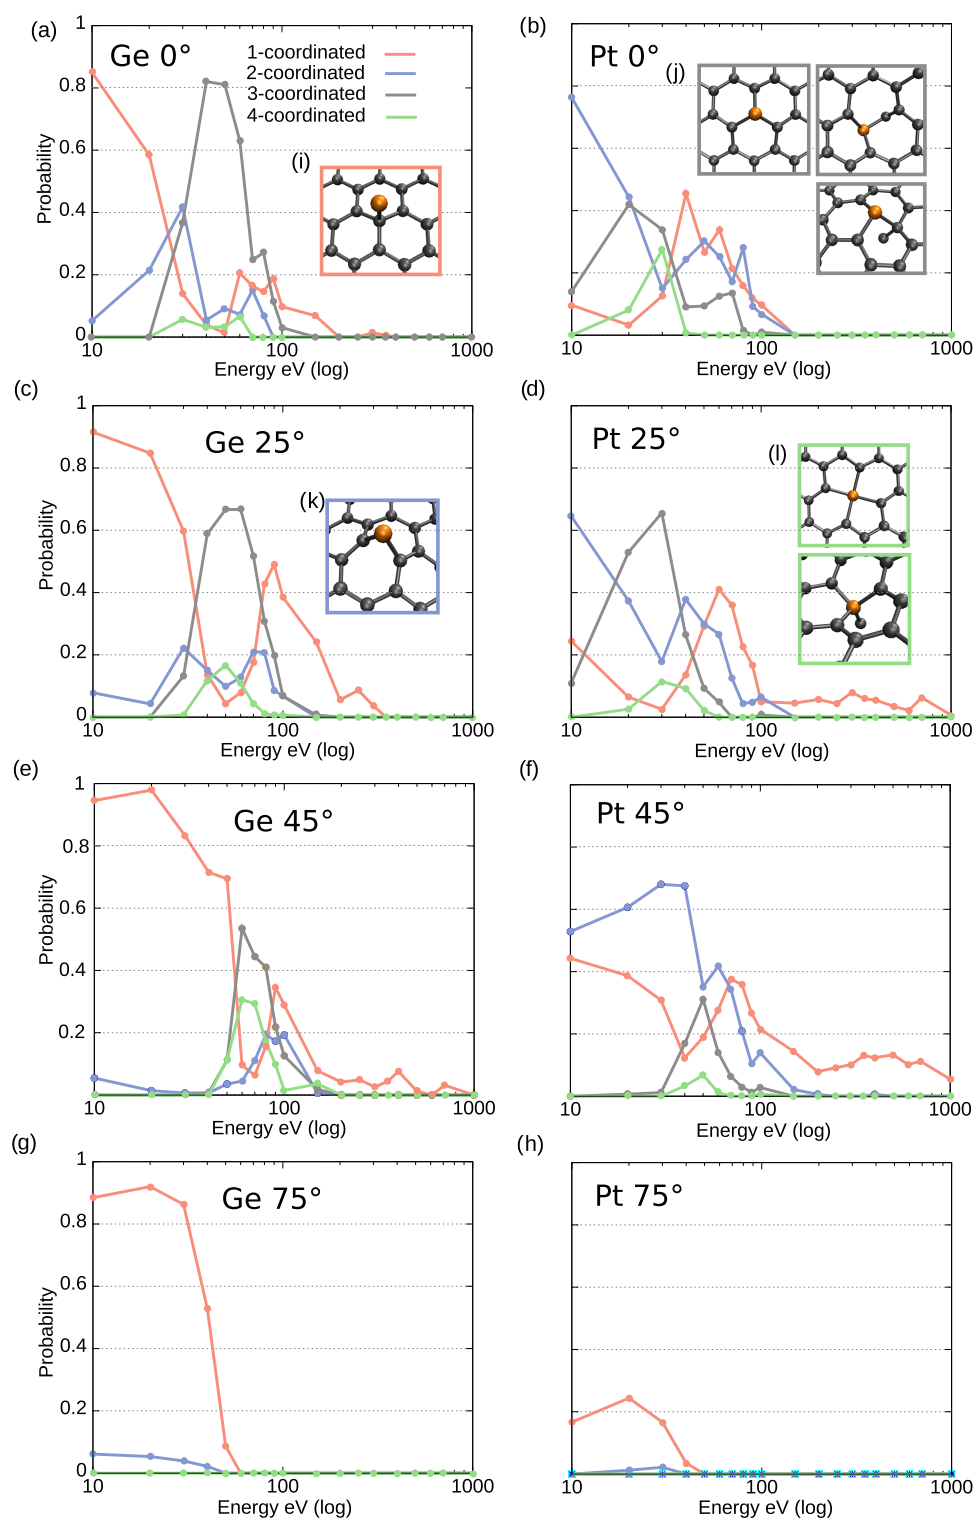 (a)
Ge 0°
1-coordinated
2-coordinated
3-coordinated
4-coordinated
(i)
1
0.8
0.6
0.4
0.2
0
Probability
10
100
1000
Energy eV (log)
(b)
Pt 0°
(j)
10
100
1000
Energy eV (log)
(c)
Ge 25°
(k)
1
0.8
0.6
0.4
0.2
0
Probability
10
100
1000
Energy eV (log)
(d)
Pt 25°
(l)
10
100
1000
Energy eV (log)
(e)
Ge 45°
1
0.8
0.6
0.4
0.2
Probability
10
100
1000
Energy eV (log)
(f)
Pt 45°
10
100
1000
Energy eV (log)
(g)
Ge 75°
1
0.8
0.6
0.4
0.2
0
Probability
10
100
1000
Energy eV (log)
(h)
Pt 75°
10
100
1000
Energy eV (log)